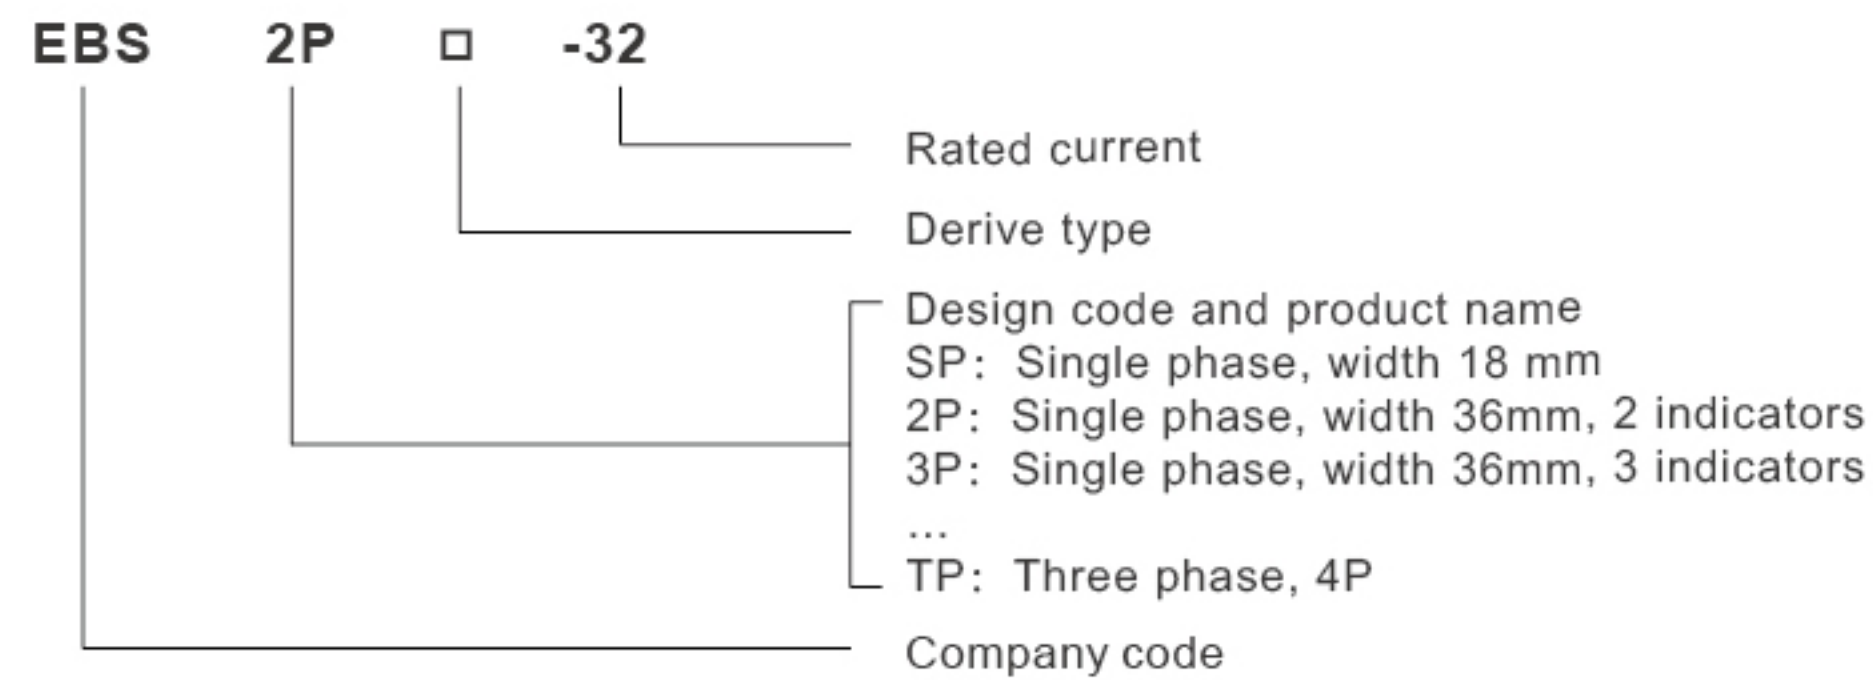 EBS 2P □ -32
Rated current
Derive type
Design code and product name
SP: Single phase, width 18 mm
2P: Single phase, width 36mm, 2 indicators
3P: Single phase, width 36mm, 3 indicators
...
TP: Three phase, 4P
Company code